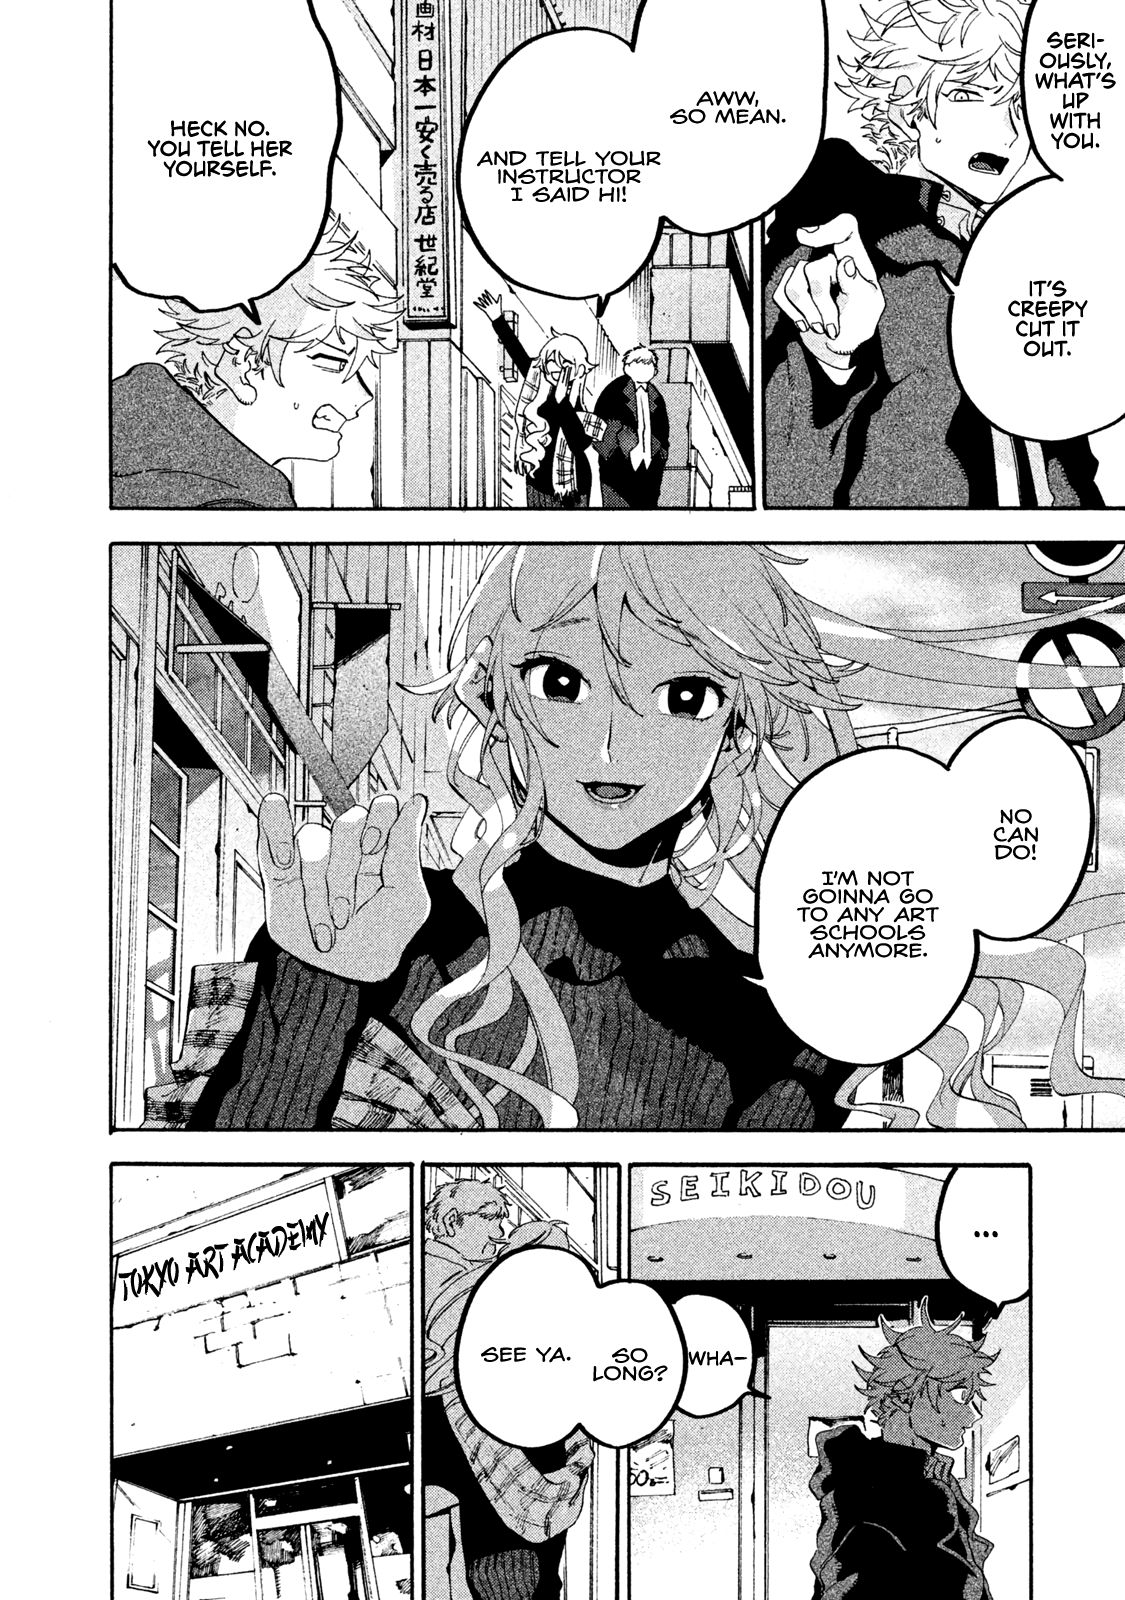 SERI-
OUSLY,
WHAT'S
UP
WITH
YOU.
IT'S
CREEPY
CUT IT
OUT.
AWW,
SO MEAN.
AND TELL YOUR
INSTRUCTOR
I SAID HI!
画材 日本一安く売る店 世紀堂
HECK NO.
YOU TELL HER
YOURSELF.
NO
CAN
DO!
I'M NOT
GOINNA GO
TO ANY ART
SCHOOLS
ANYMORE.
SEIKIDOU
...
WHA-
SO
LONG?
SEE YA.
TOKYO ART ACADEMY